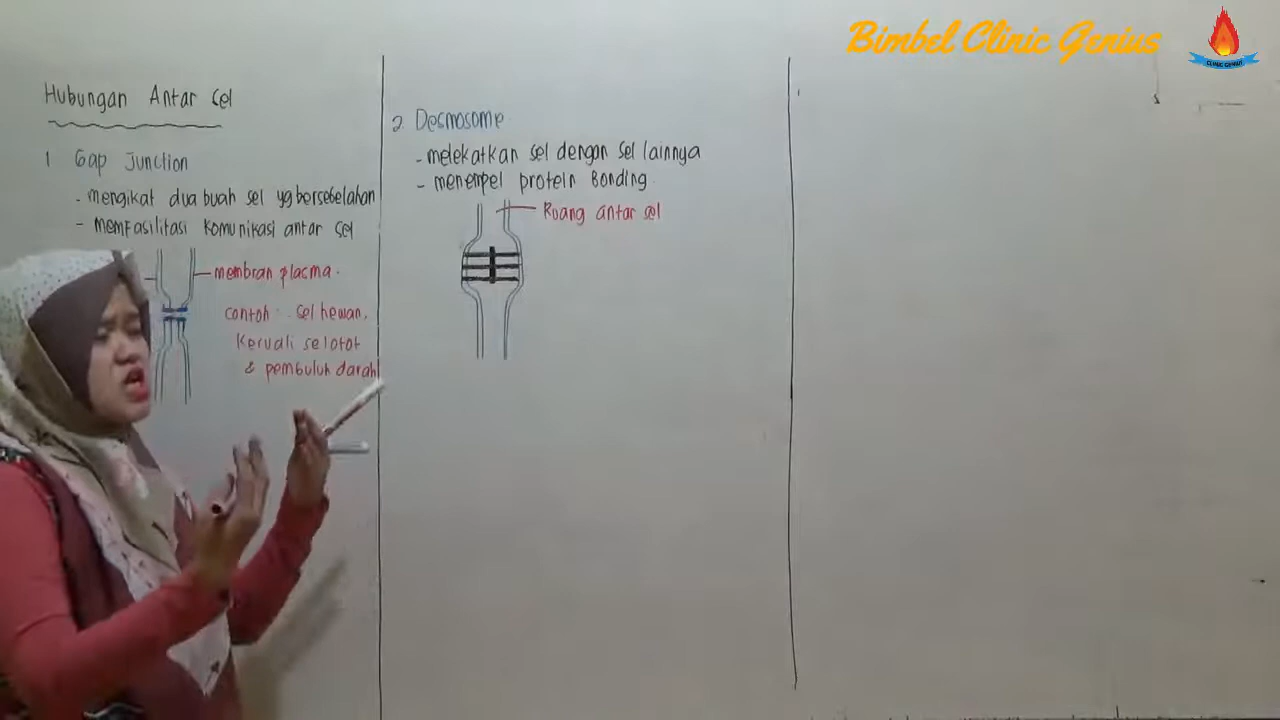 Bimbel Clinic Genius
CLINIC GENIUS
Hubungan Antar Sel
1 Gap Junction
- mengikat dua buah sel yg bersebelahan
- memfasilitasi komunikasi antar sel
membran plasma.
contoh : sel hewan,
kecuali sel otot
& pembuluh darah
2. Desmosome
- melekatkan sel dengan sel lainnya
- menempel protein Bonding.
Ruang antar sel